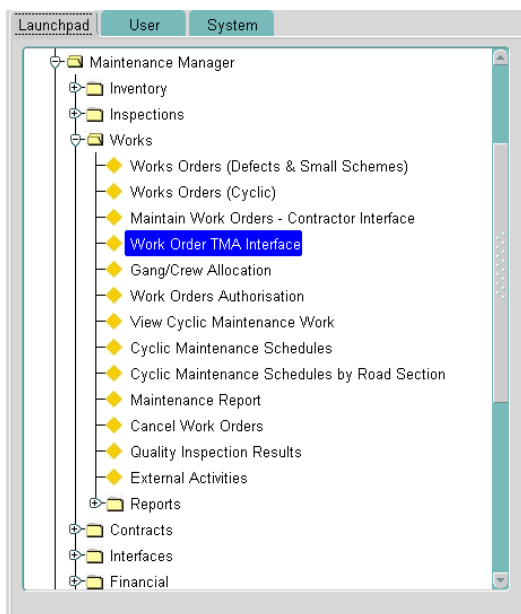 Launchpad User System
Maintenance Manager
Inventory
Inspections
Works
Works Orders (Defects & Small Schemes)
Works Orders (Cyclic)
Maintain Work Orders - Contractor Interface
Work Order TMA Interface
Gang/Crew Allocation
Work Orders Authorisation
View Cyclic Maintenance Work
Cyclic Maintenance Schedules
Cyclic Maintenance Schedules by Road Section
Maintenance Report
Cancel Work Orders
Quality Inspection Results
External Activities
Reports
Contracts
Interfaces
Financial